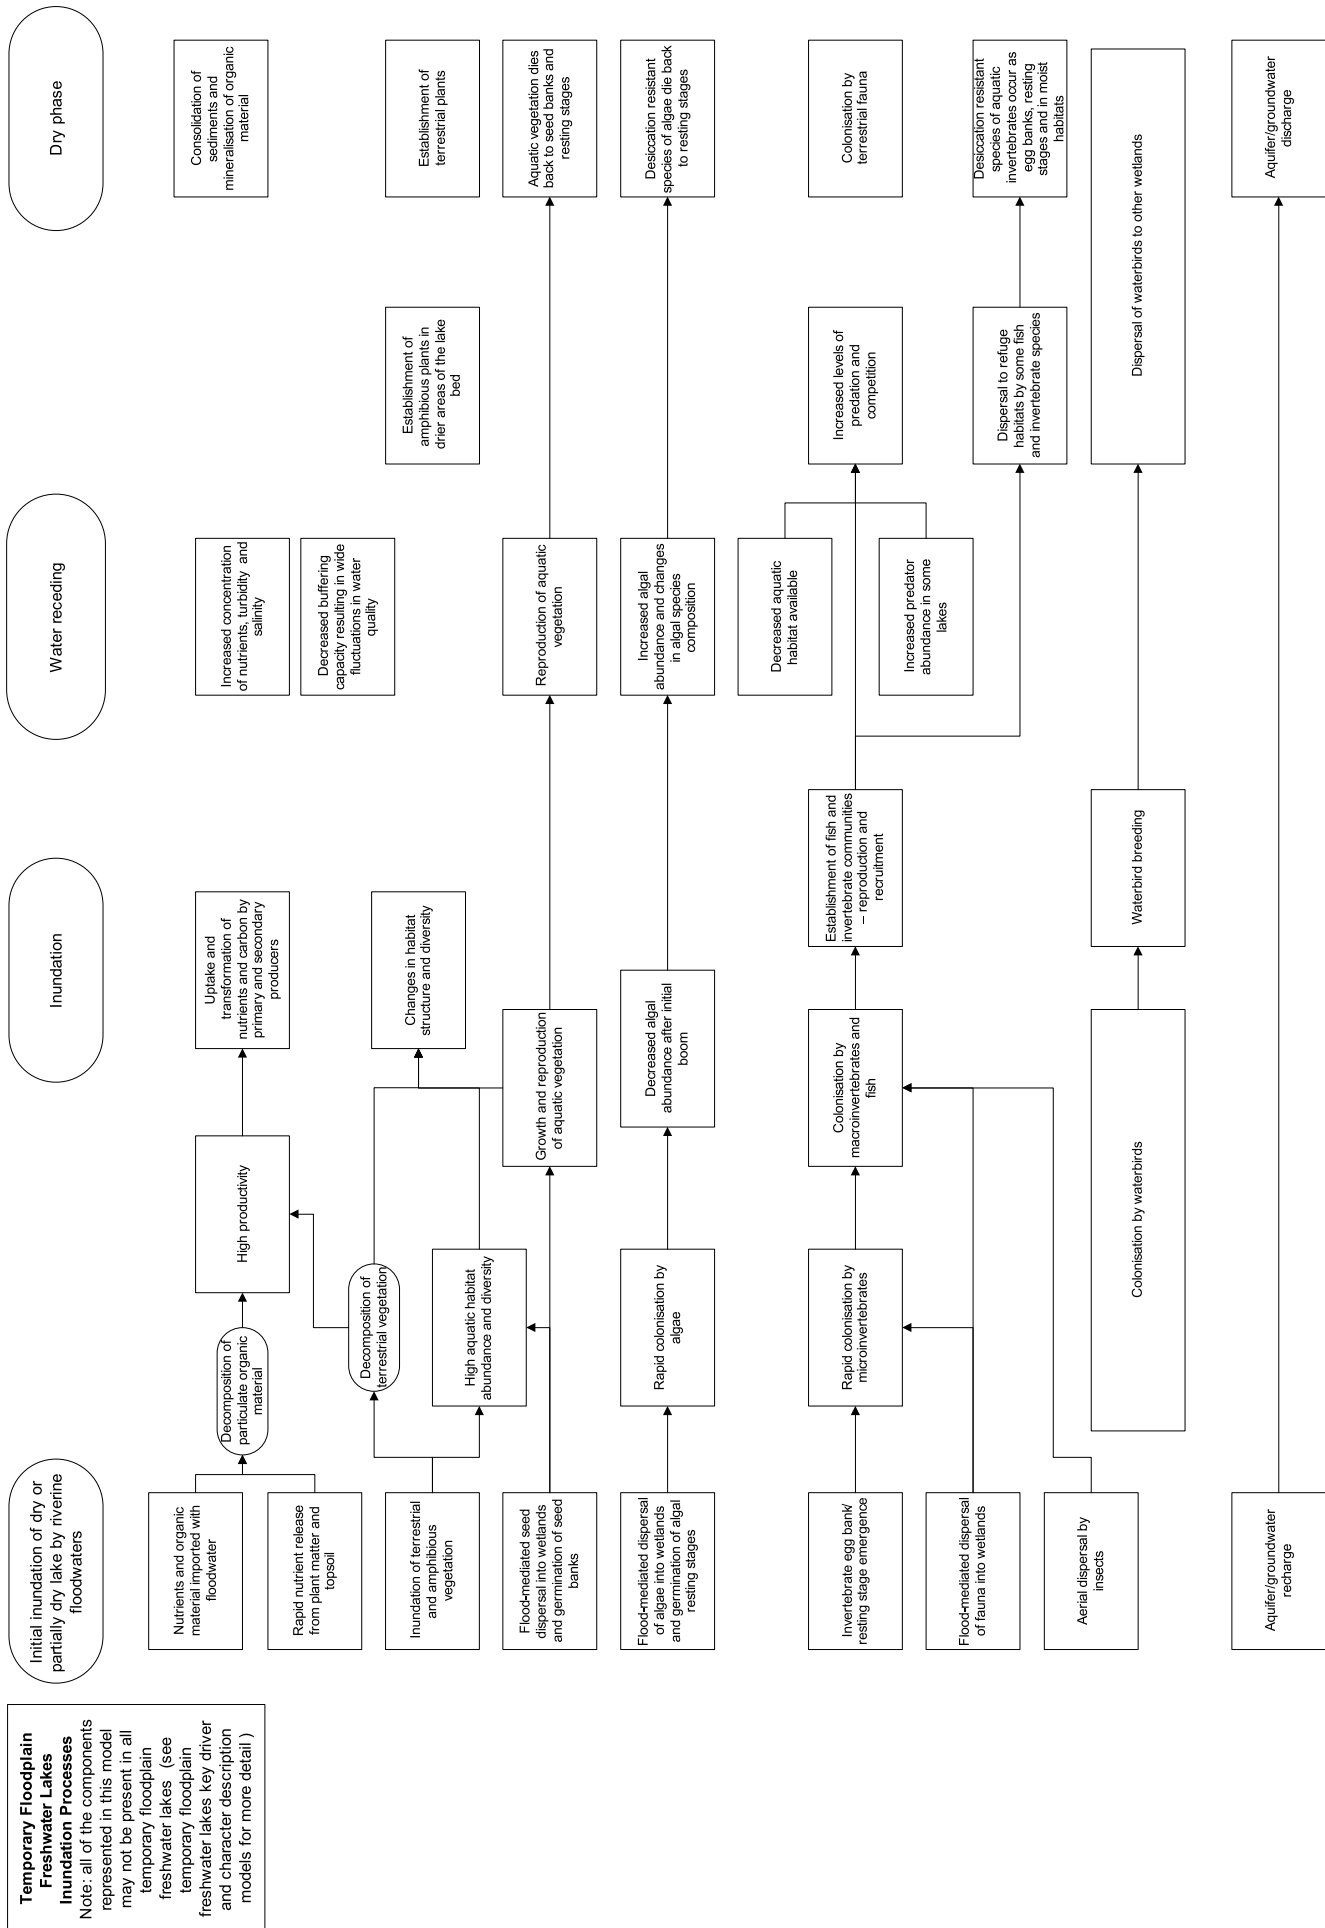 Temporary Floodplain
Freshwater Lakes
Inundation Processes
Note: all of the components
represented in this model
may not be present in all
temporary floodplain
freshwater lakes (see
temporary floodplain
freshwater lakes key driver
and character description
models for more detail )
Initial inundation of dry or
partially dry lake by riverine
floodwaters
Inundation
Water receding
Dry phase
Nutrients and organic
material imported with
floodwater
Rapid nutrient release
from plant matter and
topsoil
Decomposition of
particulate organic
material
High productivity
Uptake and
transformation of
nutrients and carbon by
primary and secondary
producers
Increased concentration
of nutrients, turbidity and
salinity
Decreased buffering
capacity resulting in wide
fluctuations in water
quality
Consolidation of
sediments and
mineralisation of organic
material
Inundation of terrestrial
and amphibious
vegetation
Decomposition of
terrestrial vegetation
High aquatic habitat
abundance and diversity
Changes in habitat
structure and diversity
Establishment of
amphibious plants in
drier areas of the lake
bed
Establishment of
terrestrial plants
Flood-mediated seed
dispersal into wetlands
and germination of seed
banks
Growth and reproduction
of aquatic vegetation
Reproduction of aquatic
vegetation
Aquatic vegetation dies
back to seed banks and
resting stages
Flood-mediated dispersal
of algae into wetlands
and germination of algal
resting stages
Rapid colonisation by
algae
Decreased algal
abundance after initial
boom
Increased algal
abundance and changes
in algal species
composition
Desiccation resistant
species of algae die back
to resting stages
Invertebrate egg bank/
resting stage emergence
Rapid colonisation by
microinvertebrates
Colonisation by
macroinvertebrates and
fish
Establishment of fish and
invertebrate communities
– reproduction and
recruitment
Decreased aquatic
habitat available
Increased predator
abundance in some
lakes
Increased levels of
predation and
competition
Colonisation by
terrestrial fauna
Flood-mediated dispersal
of fauna into wetlands
Dispersal to refuge
habitats by some fish
and invertebrate species
Desiccation resistant
species of aquatic
invertebrates occur as
egg banks, resting
stages and in moist
habitats
Aerial dispersal by
insects
Colonisation by waterbirds
Waterbird breeding
Dispersal of waterbirds to other wetlands
Aquifer/groundwater
recharge
Aquifer/groundwater
discharge